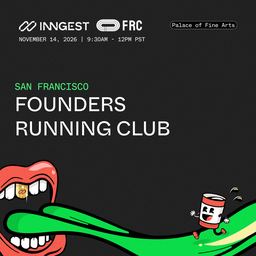 INNGEST FRC
Palace of Fine Arts
NOVEMBER 14, 2026 | 9:30AM - 12PM PST
SAN FRANCISCO
FOUNDERS
RUNNING CLUB